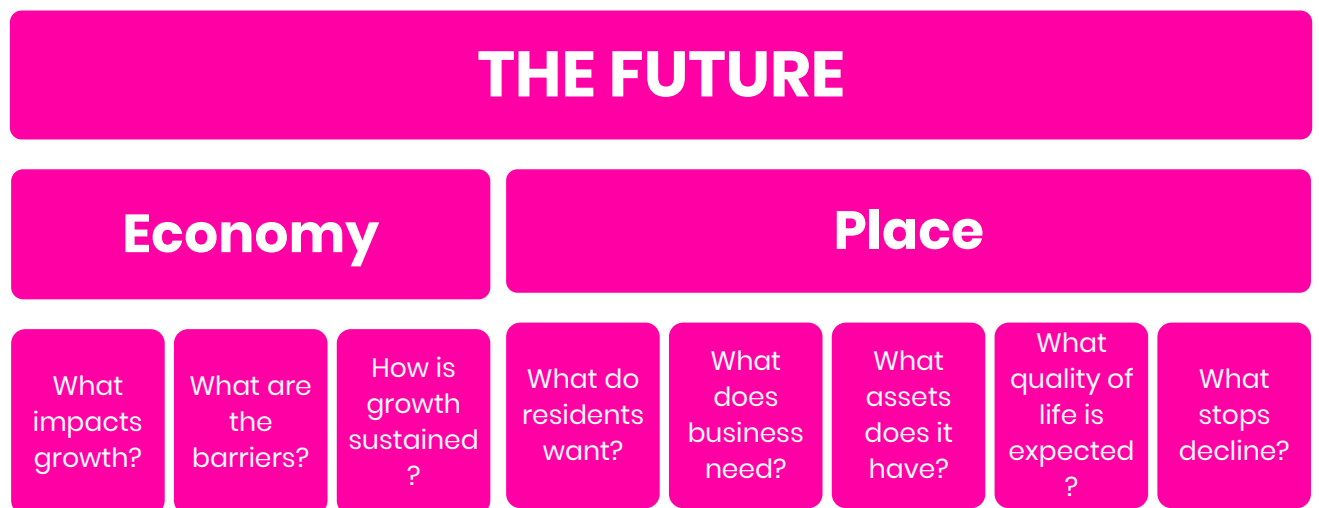 THE FUTURE
Economy
Place
What
impacts
growth?
What are
the
barriers?
How is
growth
sustained
?
What do
residents
want?
What
does
business
need?
What
assets
does it
have?
What
quality of
life is
expected
?
What
stops
decline?